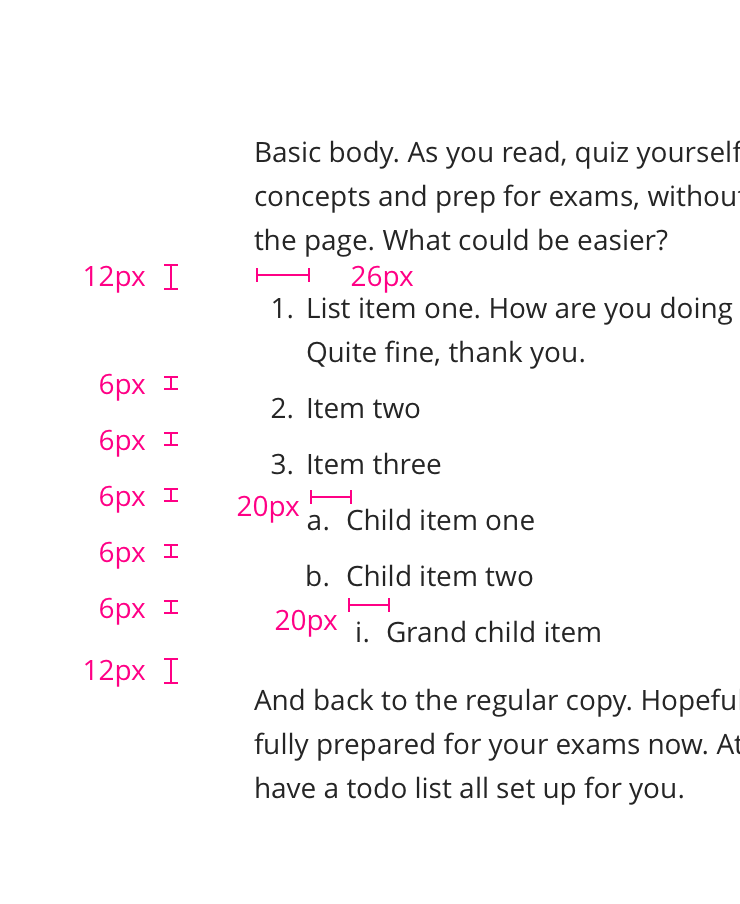 Basic body. As you read, quiz yourself
concepts and prep for exams, without
the page. What could be easier?
12px 26px
1. List item one. How are you doing
Quite fine, thank you.
6px
2. Item two
6px
3. Item three
6px 20px
a. Child item one
6px
b. Child item two
6px 20px
i. Grand child item
12px
And back to the regular copy. Hopeful
fully prepared for your exams now. At
have a todo list all set up for you.